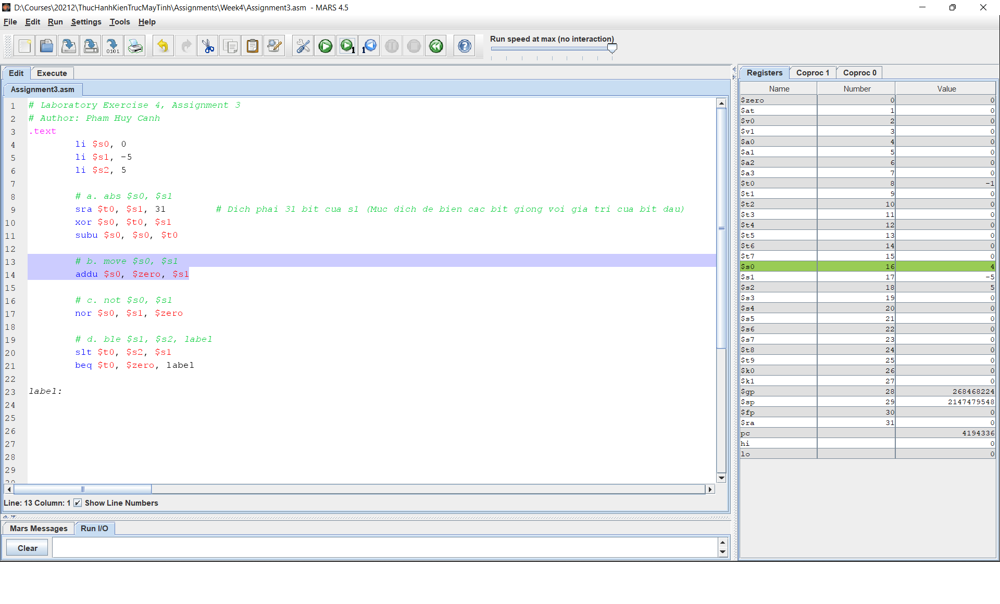 D:\Courses\20212\ThucHanhKienTrucMayTinh\Assignments\Week4\Assignment3.asm - MARS 4.5
File Edit Run Settings Tools Help
Run speed at max (no interaction)
Edit Execute
Assignment3.asm
1 # Laboratory Exercise 4, Assignment 3
2 # Author: Pham Huy Canh
3 .text
4 li $s0, 0
5 li $s1, -5
6 li $s2, 5
7
8 # a. abs $s0, $s1
9 sra $t0, $s1, 31 # Dich phai 31 bit cua s1 (Muc dich de bien cac bit giong voi gia tri cua bit dau)
10 xor $s0, $t0, $s1
11 subu $s0, $s0, $t0
12
13 # b. move $s0, $s1
14 addu $s0, $zero, $s1
15
16 # c. not $s0, $s1
17 nor $s0, $s1, $zero
18
19 # d. ble $s1, $s2, label
20 slt $t0, $s2, $s1
21 beq $t0, $zero, label
22
23 label:
24
25
26
27
28
29
30
Line: 13 Column: 1 Show Line Numbers
Mars Messages Run I/O
Clear
Registers Coproc 1 Coproc 0
Name Number Value
$zero 0 0
$at 1 0
$v0 2 0
$v1 3 0
$a0 4 0
$a1 5 0
$a2 6 0
$a3 7 0
$t0 8 -1
$t1 9 0
$t2 10 0
$t3 11 0
$t4 12 0
$t5 13 0
$t6 14 0
$t7 15 0
$s0 16 4
$s1 17 -5
$s2 18 5
$s3 19 0
$s4 20 0
$s5 21 0
$s6 22 0
$s7 23 0
$t8 24 0
$t9 25 0
$k0 26 0
$k1 27 0
$gp 28 268468224
$sp 29 2147479548
$fp 30 0
$ra 31 0
pc 4194336
hi 0
lo 0